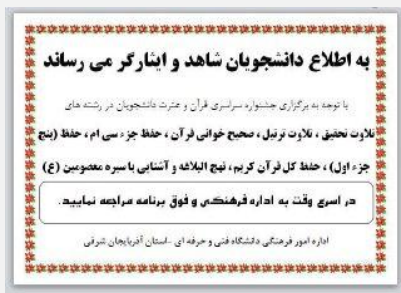 به اطلاع دانشجویان شاهد و ایثارگر می رساند
با توجه به برگزاری جشنواره سراسری قرآن و عترت دانشجویان در رشته های
تلاوت تحقیق ، تلاوت ترتیل ، صحیح خوانی قرآن ، حفظ جزء سی ام ، حفظ (پنج
جزء اول) ، حفظ کل قرآن کریم، نهج البلاغه و آشنایی با سیره معصومین (ع)
در اسرع وقت به اداره فرهنگی و فوق برنامه مراجعه نمایید.
اداره امور فرهنگی دانشگاه فنی و حرفه ای -استان آذربایجان شرقی